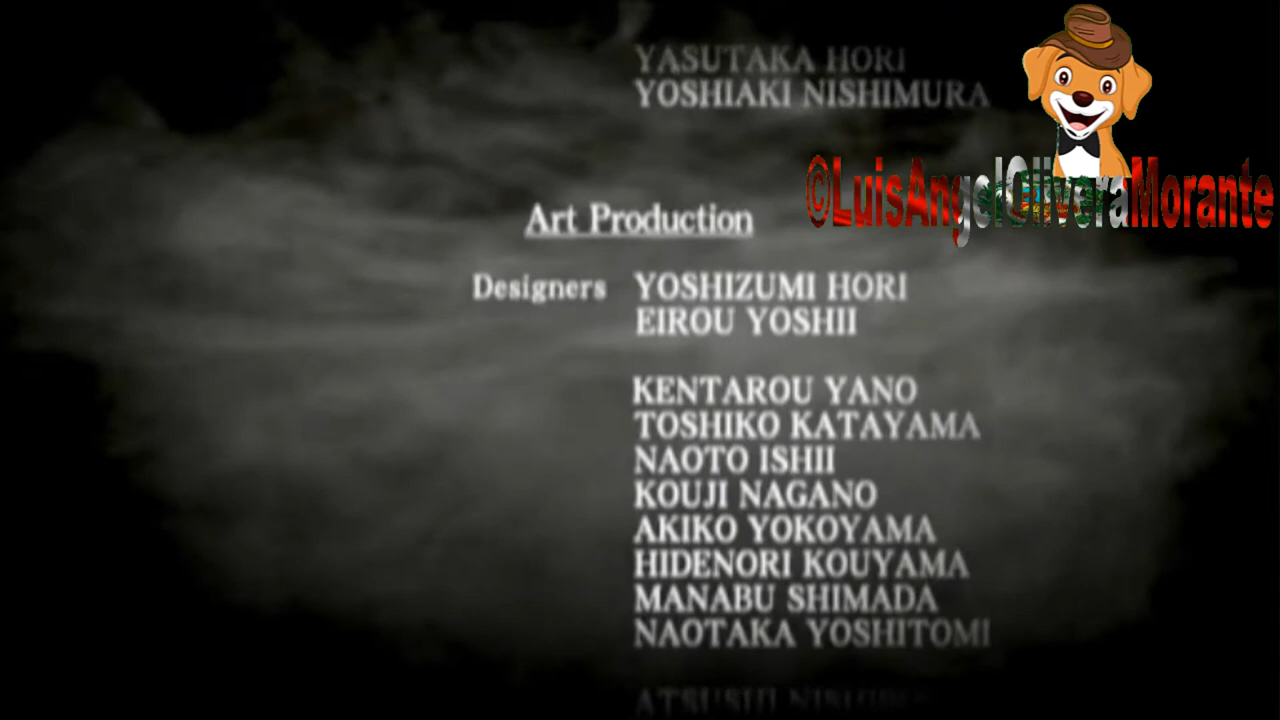 YASUTAKA HORI
YOSHIAKI NISHIMURA
©LuisAngelOliveraMorante
Art Production
Designers YOSHIZUMI HORI
EIROU YOSHII
KENTAROU YANO
TOSHIKO KATAYAMA
NAOTO ISHII
KOUJI NAGANO
AKIKO YOKOYAMA
HIDENORI KOUYAMA
MANABU SHIMADA
NAOTAKA YOSHITOMI
ATSUSHI